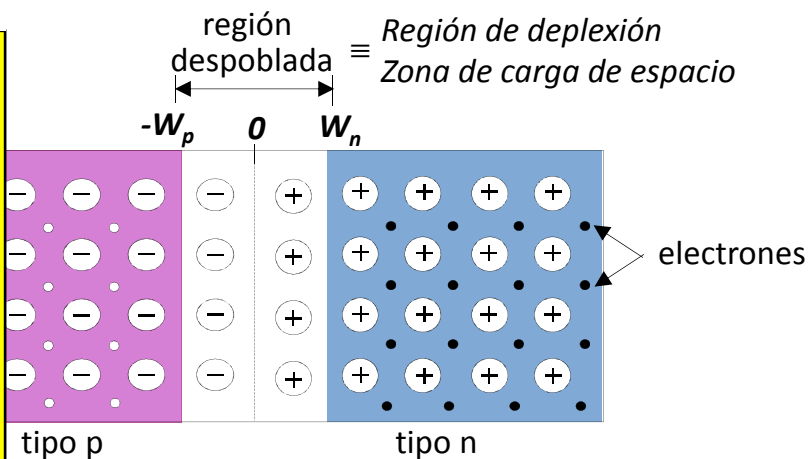 región
despoblada
≡
Región de deplexión
Zona de carga de espacio
-Wp 0 Wn
electrones
tipo p tipo n